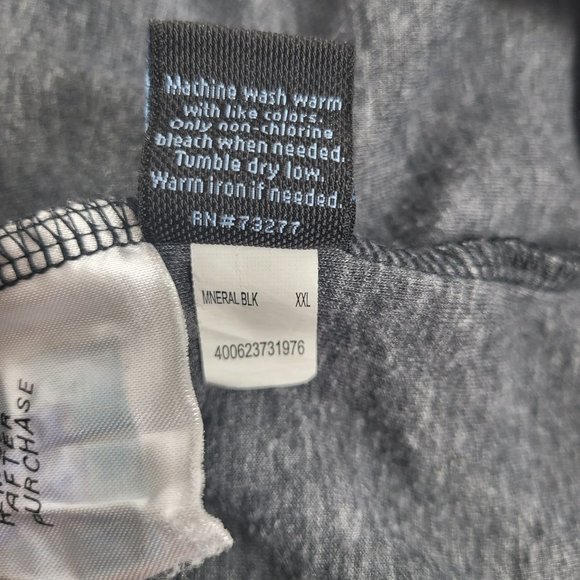 Machine wash warm
with like colors.
Only non-chlorine
bleach when needed.
Tumble dry low.
Warm iron if needed.
RN#73277
MNERAL BLK XXL
400623731976
AFTER
PURCHASE